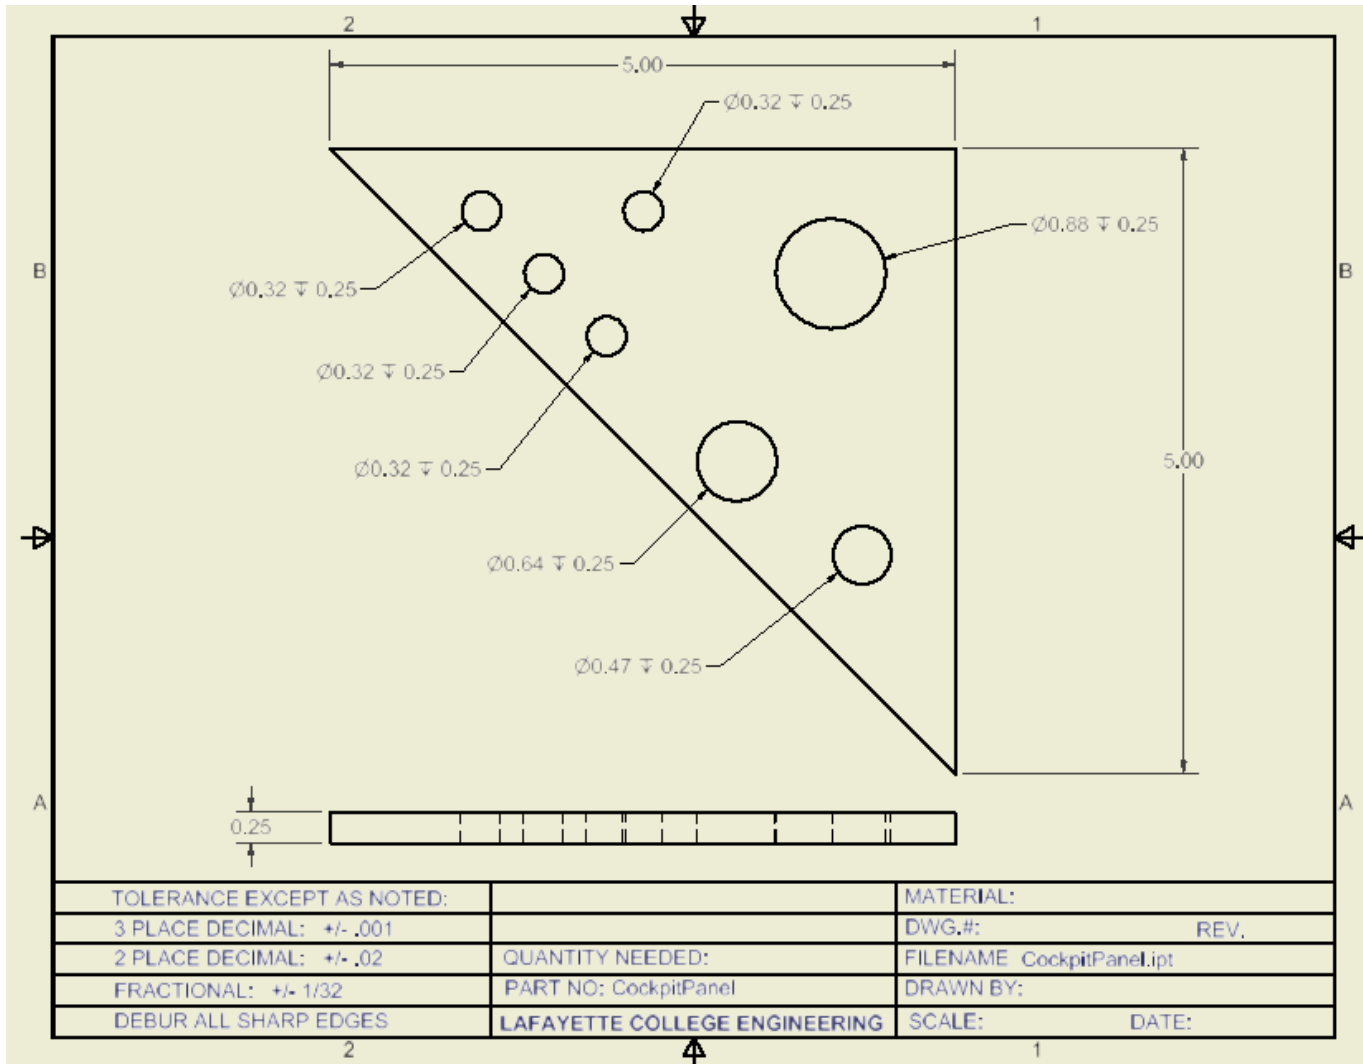 2 1
5.00
Ø0.32 ↧ 0.25
Ø0.88 ↧ 0.25
B B
Ø0.32 ↧ 0.25
Ø0.32 ↧ 0.25
Ø0.32 ↧ 0.25
5.00
Ø0.64 ↧ 0.25
Ø0.47 ↧ 0.25
A A
0.25
TOLERANCE EXCEPT AS NOTED: MATERIAL:
3 PLACE DECIMAL: +/- .001 DWG.#: REV.
2 PLACE DECIMAL: +/- .02 QUANTITY NEEDED: FILENAME CockpitPanel.ipt
FRACTIONAL: +/- 1/32 PART NO: CockpitPanel DRAWN BY:
DEBUR ALL SHARP EDGES LAFAYETTE COLLEGE ENGINEERING SCALE: DATE:
2 1